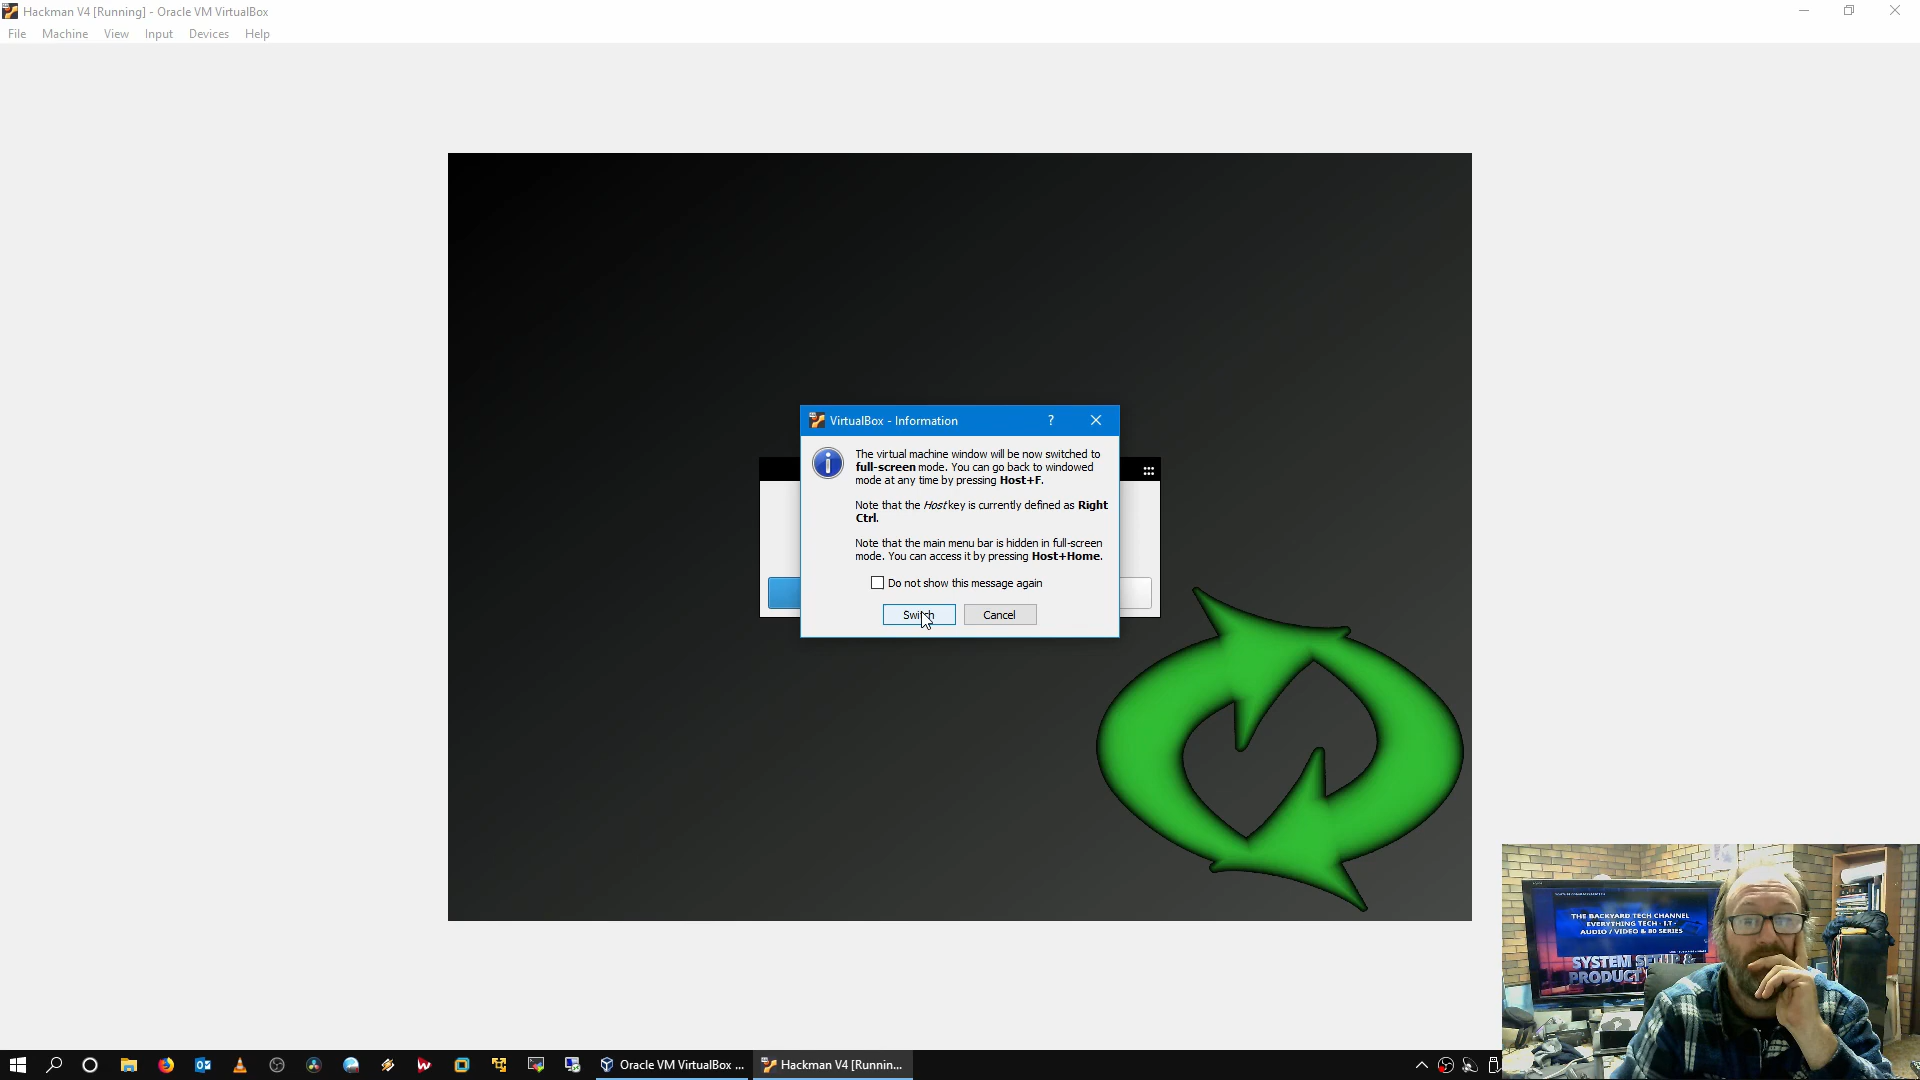 Hackman V4 [Running] - Oracle VM VirtualBox
File Machine View Input Devices Help
VirtualBox - Information
The virtual machine window will be now switched to
full-screen mode. You can go back to windowed
mode at any time by pressing Host+F.
Note that the Host key is currently defined as Right
Ctrl.
Note that the main menu bar is hidden in full-screen
mode. You can access it by pressing Host+Home.
Do not show this message again
Switch Cancel
THE BACKYARD TECH CHANNEL
EVERYTHING TECH - I.T -
AUDIO / VIDEO & 80 SERIES
SYSTEM SETUP &
Oracle VM VirtualBox ...
Hackman V4 [Runnin...